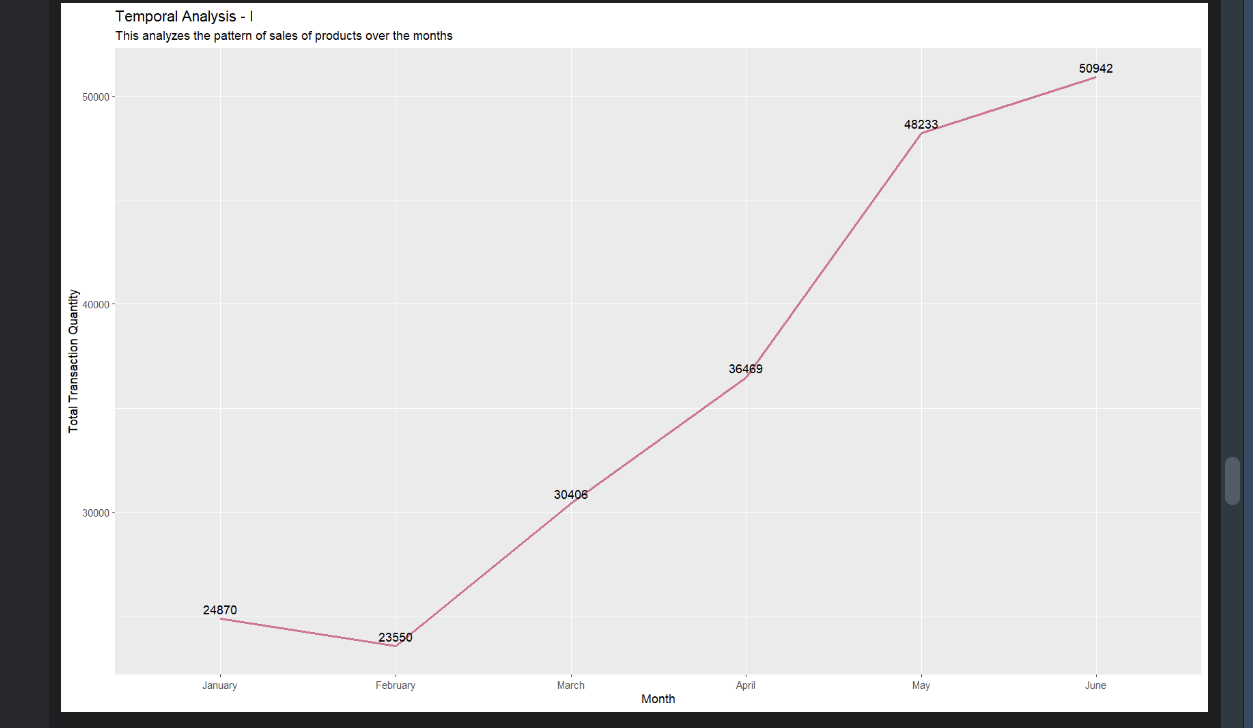 Temporal Analysis - I
This analyzes the pattern of sales of products over the months
50942
50000
48233
40000
36469
30406
30000
24870
23550
Total Transaction Quantity
January February March April May June
Month